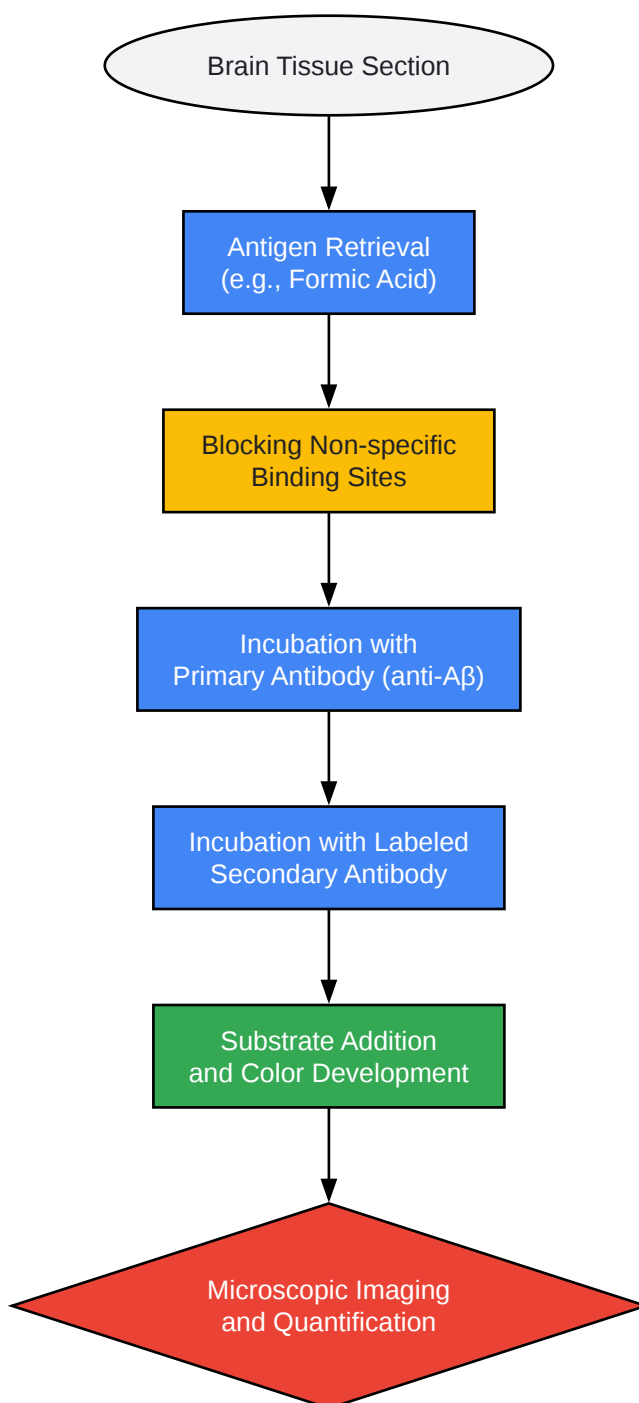 Brain Tissue Section
Antigen Retrieval
(e.g., Formic Acid)
Blocking Non-specific
Binding Sites
Incubation with
Primary Antibody (anti-Aβ)
Incubation with Labeled
Secondary Antibody
Substrate Addition
and Color Development
Microscopic Imaging
and Quantification